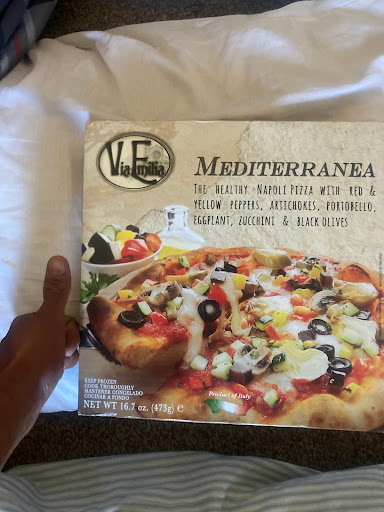 Via Emilia
MEDITERRANEA
THE HEALTHY NAPOLI PIZZA WITH RED &
YELLOW PEPPERS, ARTICHOKES, PORTOBELLO,
EGGPLANT, ZUCCHINI & BLACK OLIVES
KEEP FROZEN
COOK THOROUGHLY
MANTENER CONGELADO
COCINAR A FONDO
NET WT 16.7 oz. (473g) e
Product of Italy